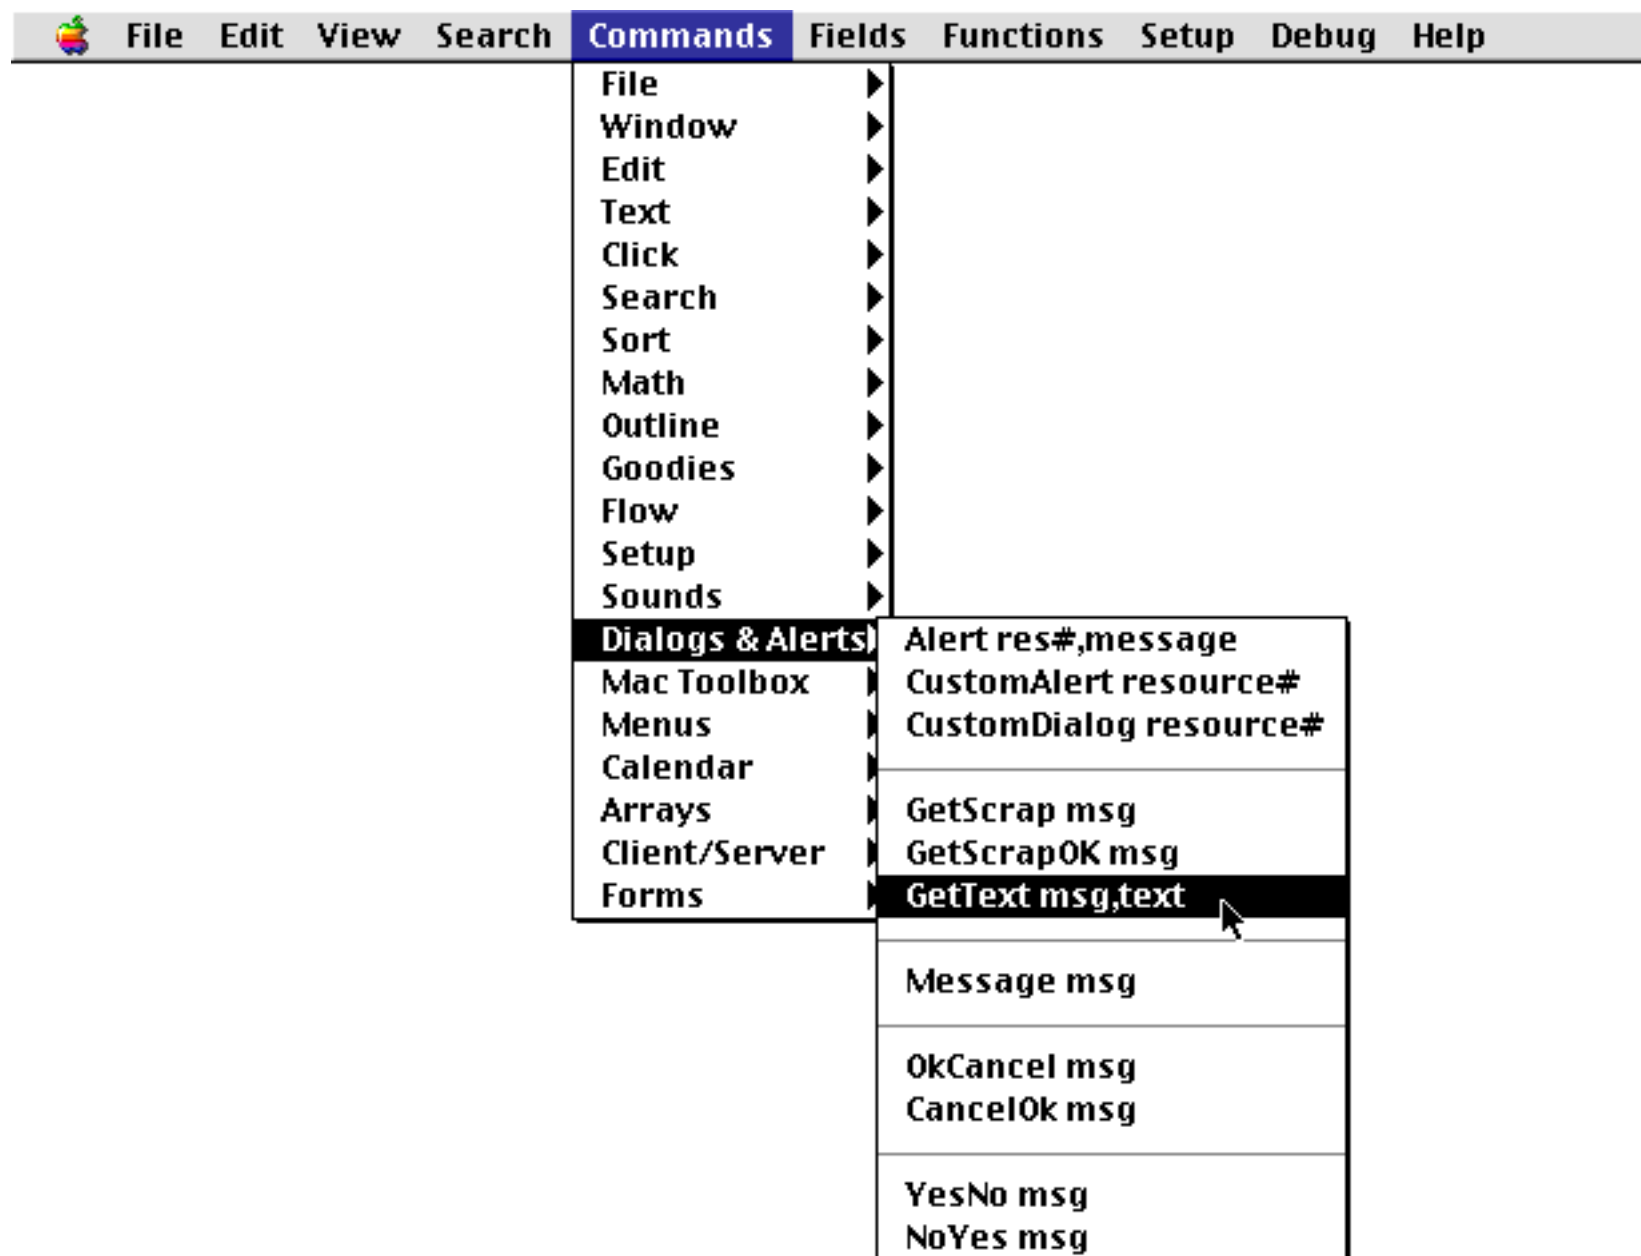 File Edit View Search Commands Fields Functions Setup Debug Help
File
Window
Edit
Text
Click
Search
Sort
Math
Outline
Goodies
Flow
Setup
Sounds
Dialogs & Alerts
Mac Toolbox
Menus
Calendar
Arrays
Client/Server
Forms
Alert res#,message
CustomAlert resource#
CustomDialog resource#
GetScrap msg
GetScrapOK msg
GetText msg,text
Message msg
OkCancel msg
CancelOk msg
YesNo msg
NoYes msg